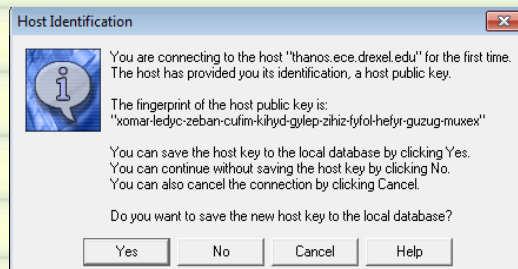 Host Identification
You are connecting to the host "thanos.ece.drexel.edu" for the first time.
The host has provided you its identification, a host public key.
The fingerprint of the host public key is:
"xomar-ledyc-zeban-cufim-kihyd-gylep-zihiz-fyfol-hefyr-guzug-muxex"
You can save the host key to the local database by clicking Yes.
You can continue without saving the host key by clicking No.
You can also cancel the connection by clicking Cancel.
Do you want to save the new host key to the local database?
Yes No Cancel Help